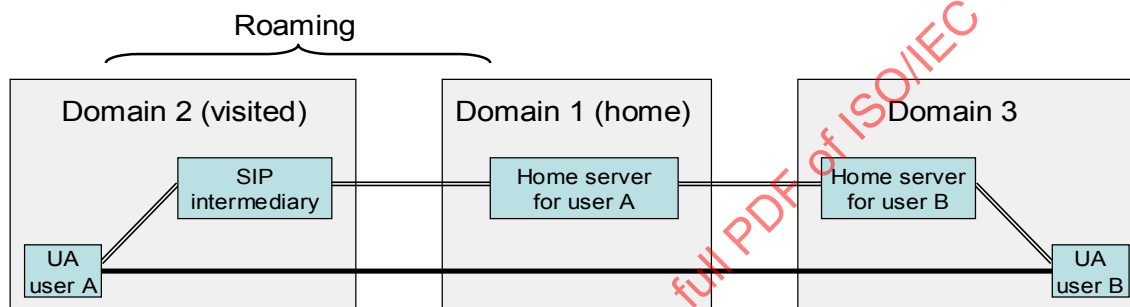 Roaming
Domain 2 (visited)
Domain 1 (home)
Domain 3
SIP
intermediary
Home server
for user A
Home server
for user B
UA
user A
UA
user B
full PDF of ISO/IEC